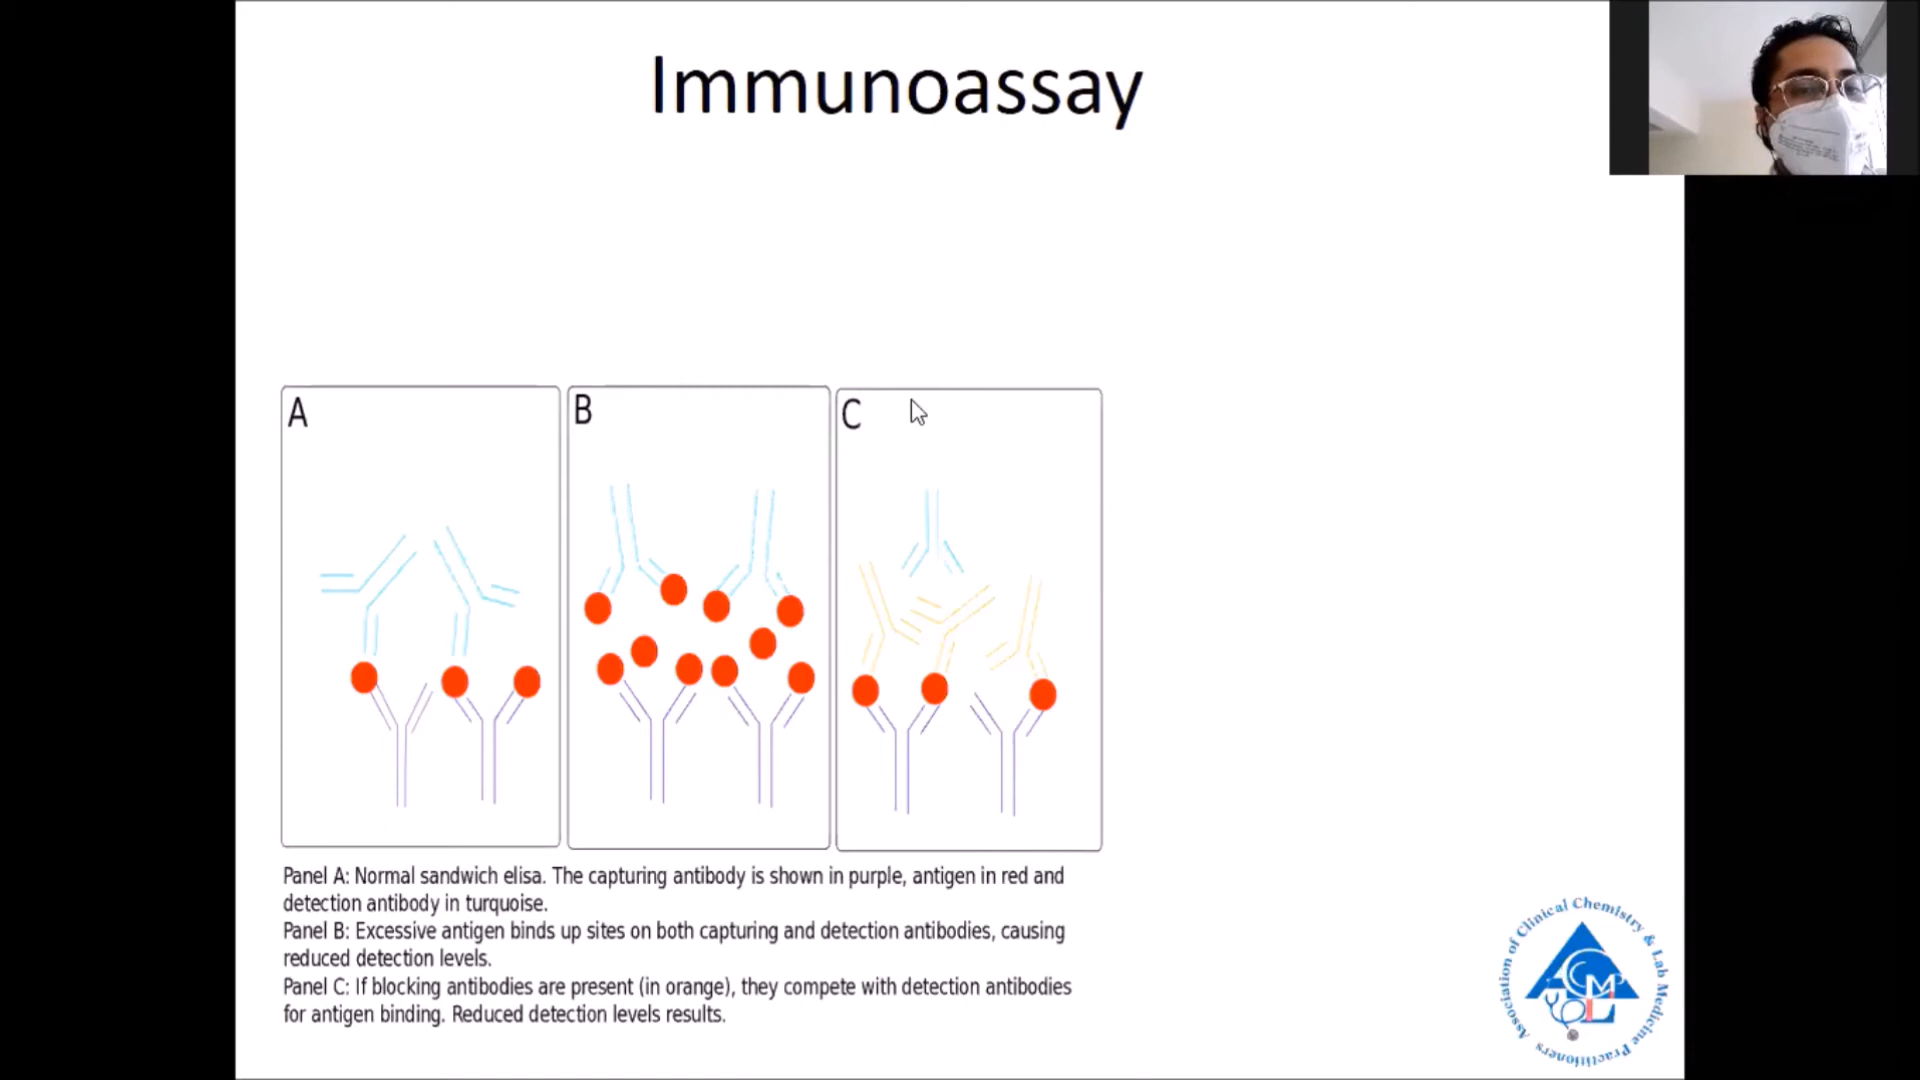 Immunoassay
A
B
C
Panel A: Normal sandwich elisa. The capturing antibody is shown in purple, antigen in red and
detection antibody in turquoise.
Panel B: Excessive antigen binds up sites on both capturing and detection antibodies, causing
reduced detection levels.
Panel C: If blocking antibodies are present (in orange), they compete with detection antibodies
for antigen binding. Reduced detection levels results.
Association of Clinical Chemistry & Lab Medicine Practitioners